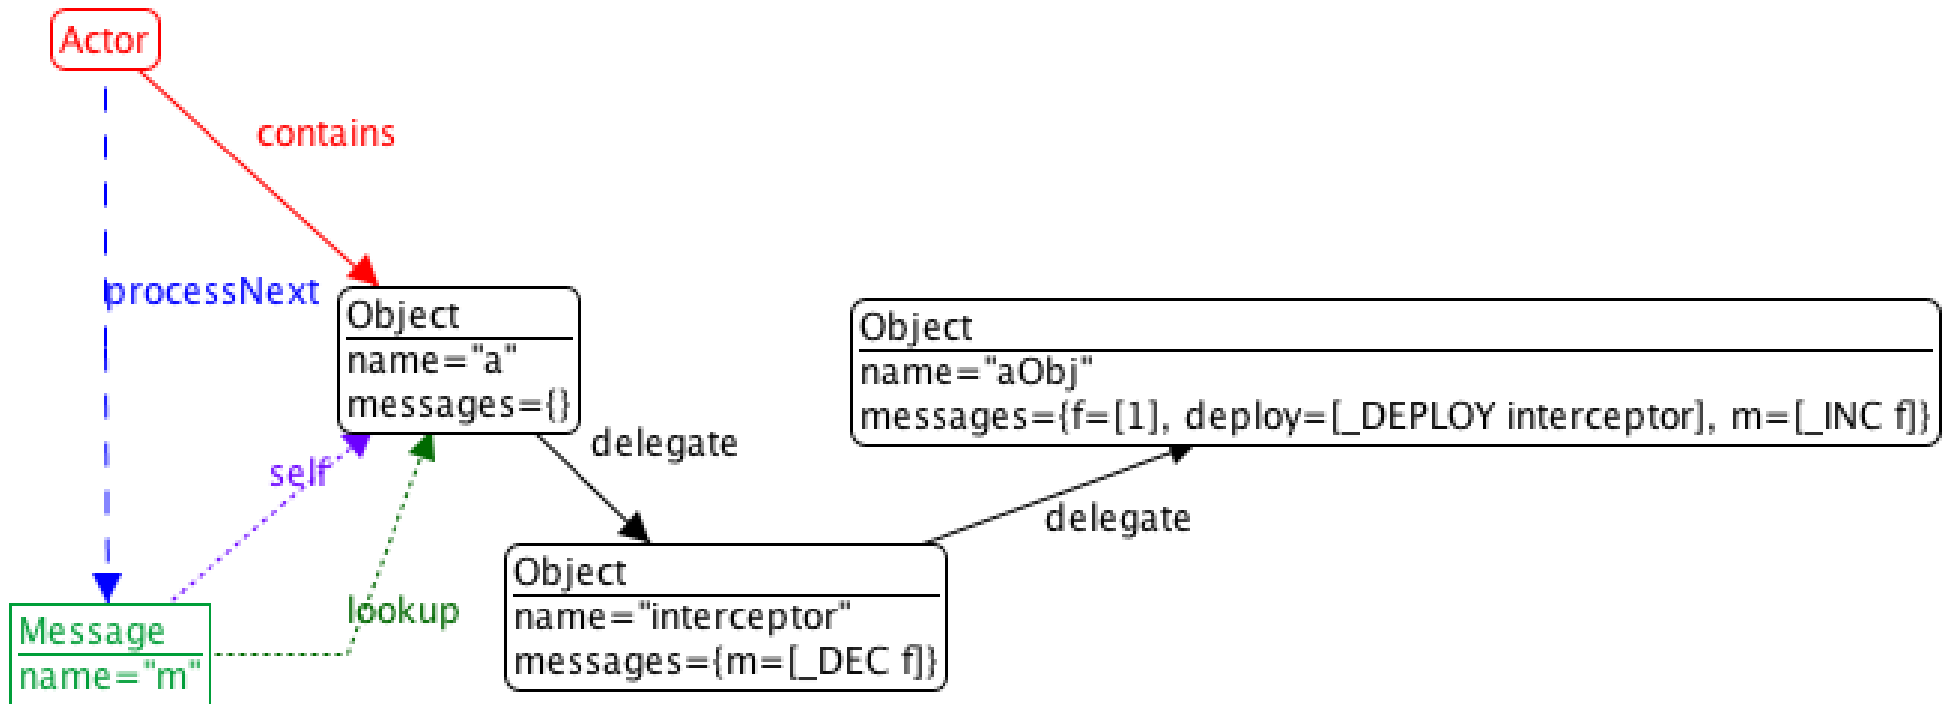 Actor
contains
processNext
Object
name="a"
messages={}
Object
name="aObj"
messages={f=[1], deploy=[_DEPLOY interceptor], m=[_INC f]}
delegate
self
delegate
Object
name="interceptor"
messages={m=[_DEC f]}
lookup
Message
name="m"